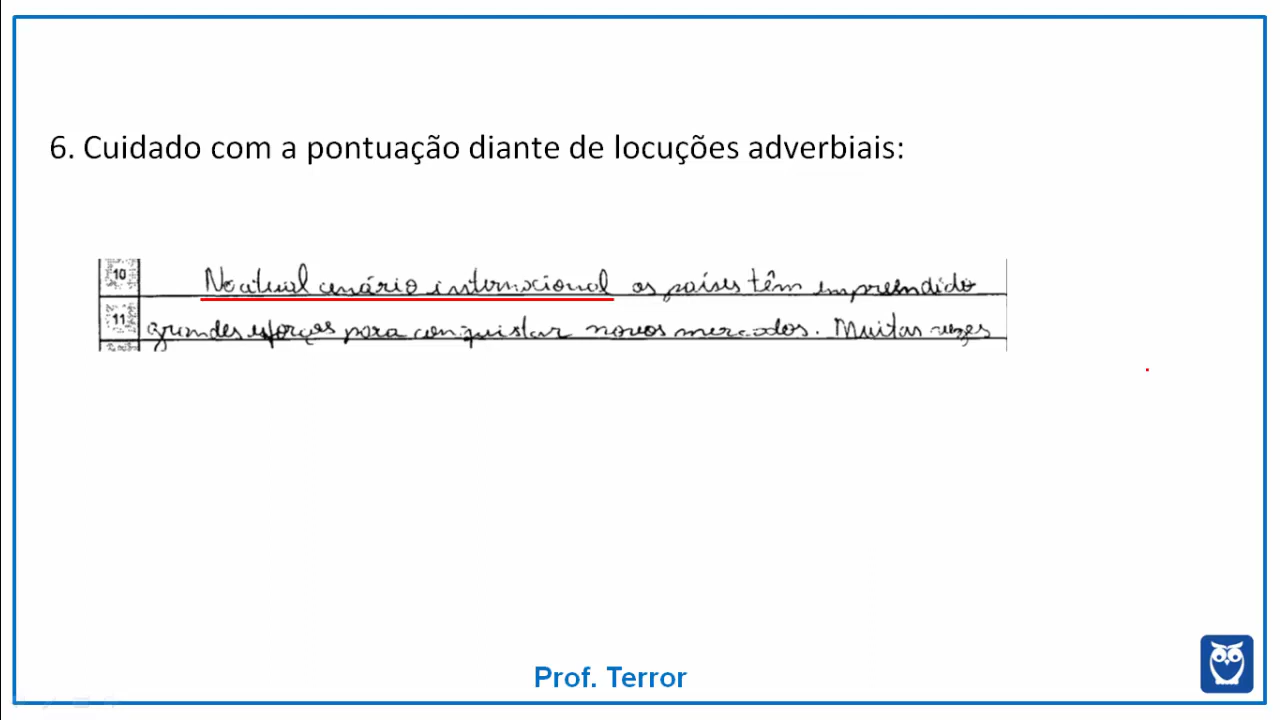 6. Cuidado com a pontuação diante de locuções adverbiais:
10 No atual cenário internacional os países têm empreendido
11 grandes esforços para conquistar novos mercados. Muitas vezes
Prof. Terror